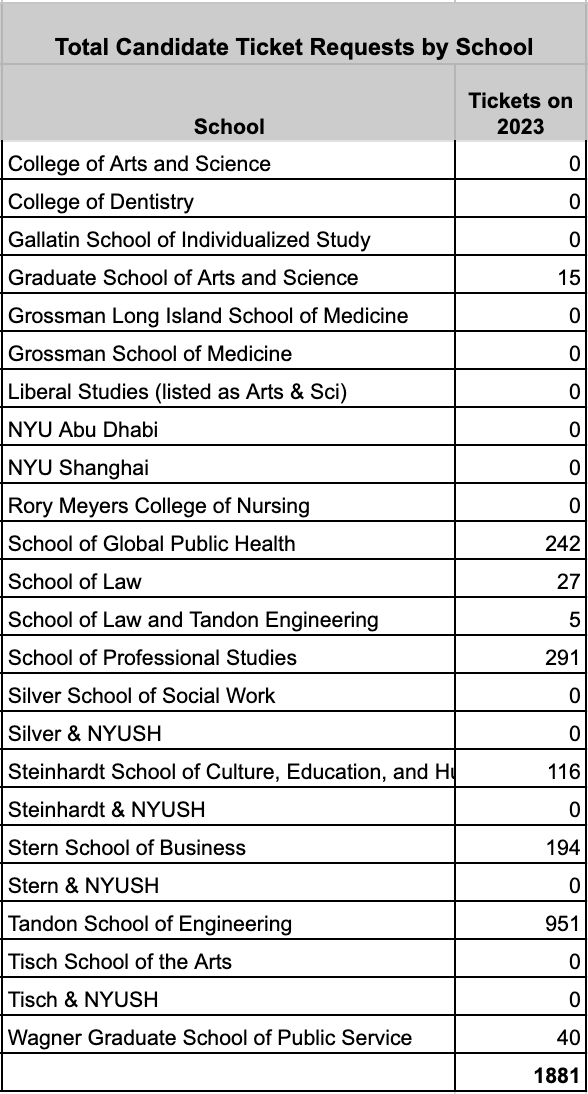 Total Candidate Ticket Requests by School
School Tickets on 2023
College of Arts and Science 0
College of Dentistry 0
Gallatin School of Individualized Study 0
Graduate School of Arts and Science 15
Grossman Long Island School of Medicine 0
Grossman School of Medicine 0
Liberal Studies (listed as Arts & Sci) 0
NYU Abu Dhabi 0
NYU Shanghai 0
Rory Meyers College of Nursing 0
School of Global Public Health 242
School of Law 27
School of Law and Tandon Engineering 5
School of Professional Studies 291
Silver School of Social Work 0
Silver & NYUSH 0
Steinhardt School of Culture, Education, and Hu 116
Steinhardt & NYUSH 0
Stern School of Business 194
Stern & NYUSH 0
Tandon School of Engineering 951
Tisch School of the Arts 0
Tisch & NYUSH 0
Wagner Graduate School of Public Service 40
1881